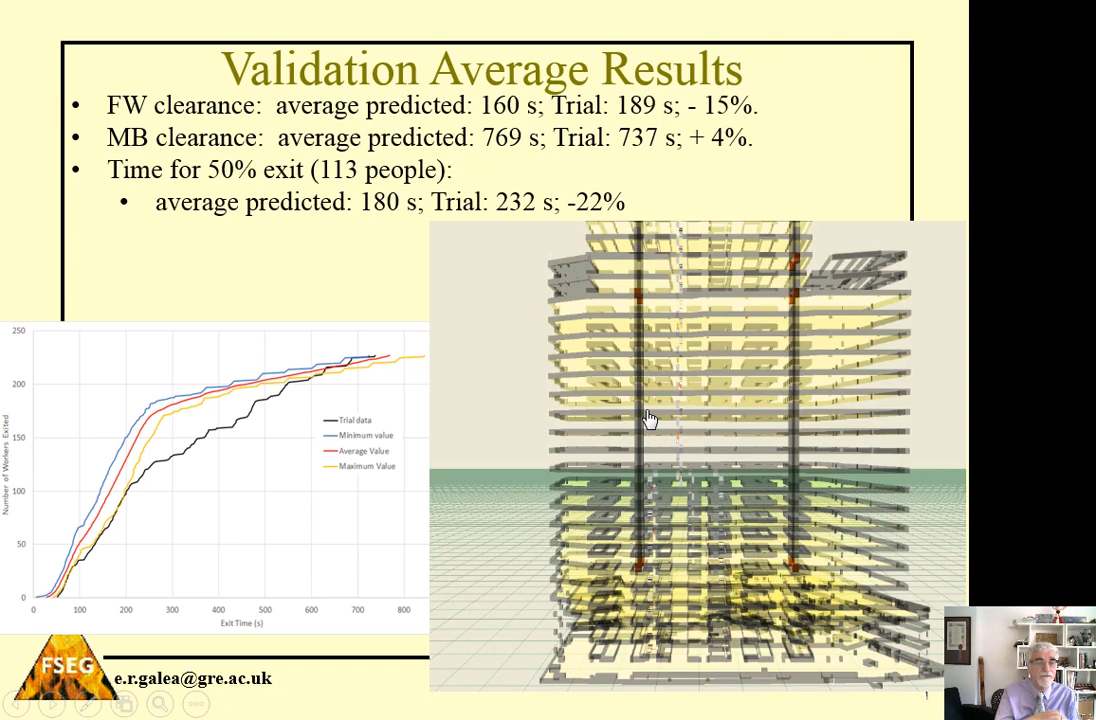 Validation Average Results
• FW clearance: average predicted: 160 s; Trial: 189 s; - 15%.
• MB clearance: average predicted: 769 s; Trial: 737 s; + 4%.
• Time for 50% exit (113 people):
• average predicted: 180 s; Trial: 232 s; -22%
250
200
150
100
50
0
Number of Workers Exited
Trial data
Minimum value
Average Value
Maximum Value
0 100 200 300 400 500 600 700 800
Exit Time (s)
FSEG
e.r.galea@gre.ac.uk